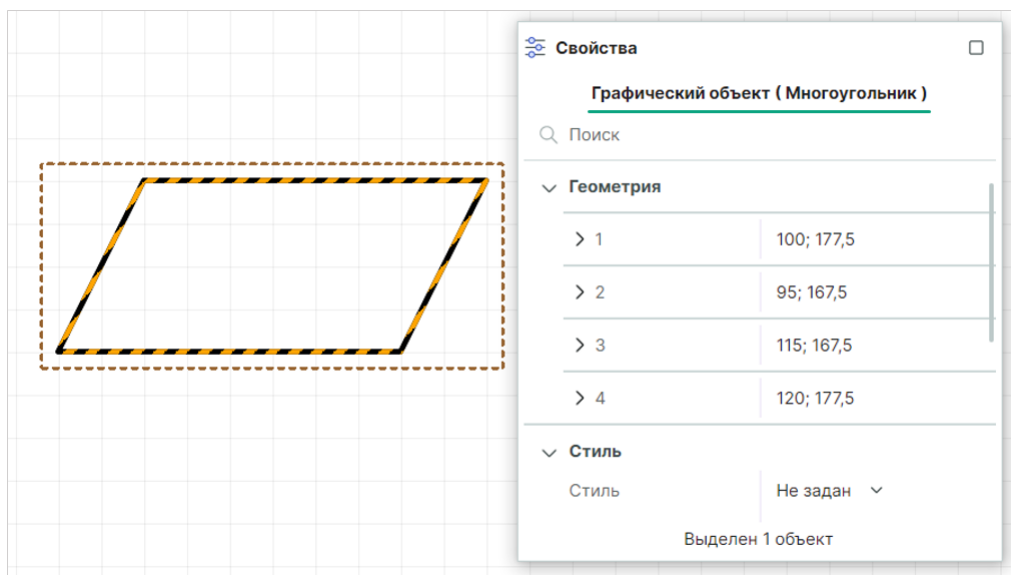 Свойства
Графический объект ( Многоугольник )
Поиск
Геометрия
1 100; 177,5
2 95; 167,5
3 115; 167,5
4 120; 177,5
Стиль
Стиль Не задан
Выделен 1 объект